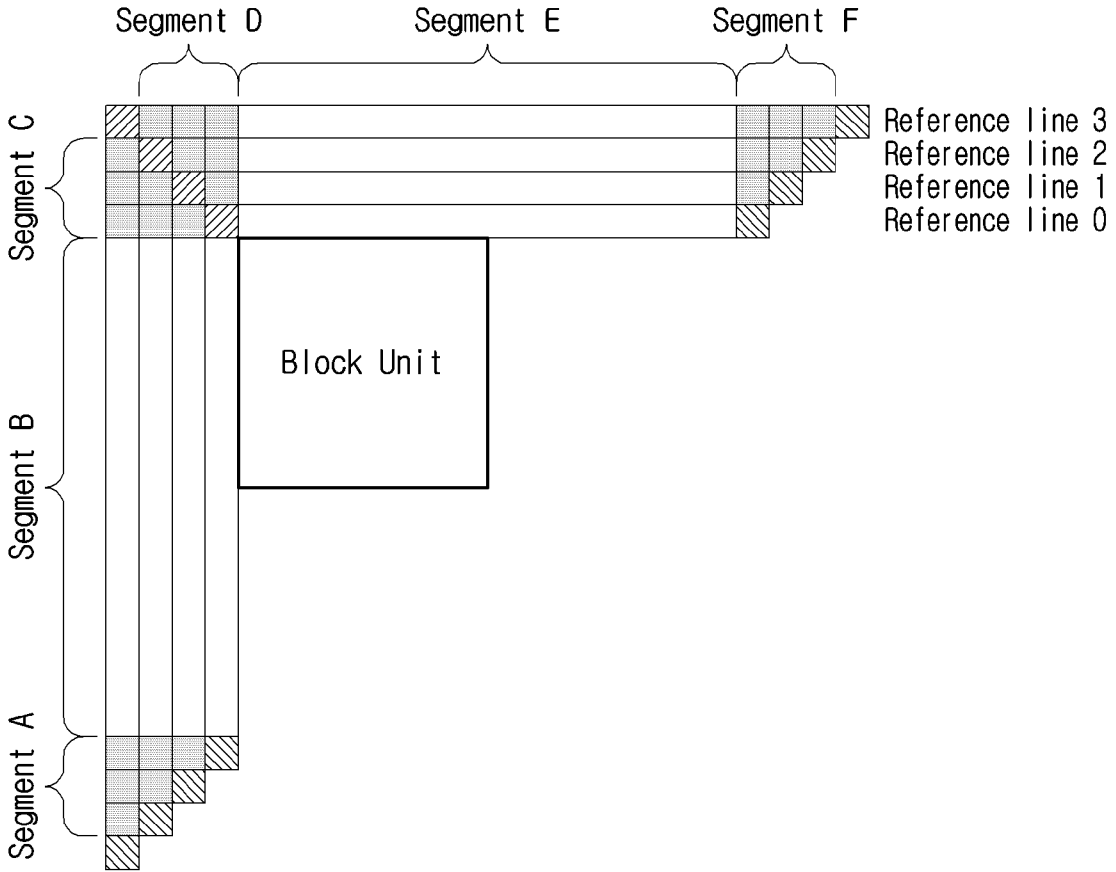 Segment D
Segment E
Segment F
Segment C
Reference line 3
Reference line 2
Reference line 1
Reference line 0
Segment B
Block Unit
Segment A